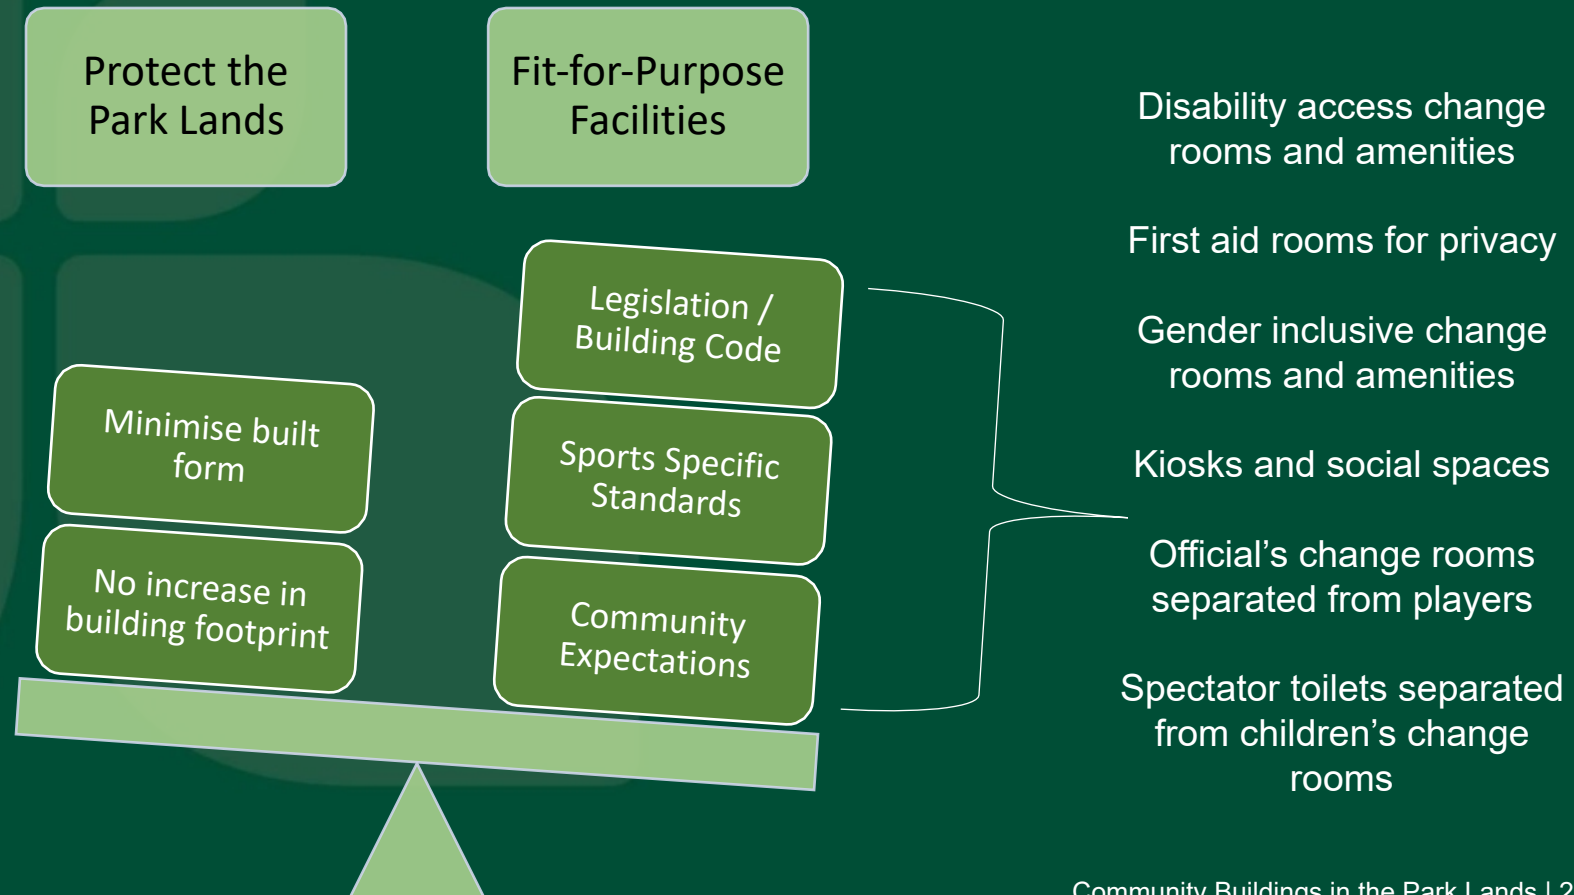 Protect the
Park Lands
Fit-for-Purpose
Facilities
Minimise built
form
No increase in
building footprint
Legislation /
Building Code
Sports Specific
Standards
Community
Expectations
Disability access change
rooms and amenities
First aid rooms for privacy
Gender inclusive change
rooms and amenities
Kiosks and social spaces
Official’s change rooms
separated from players
Spectator toilets separated
from children’s change
rooms
Community Buildings in the Park Lands | 2